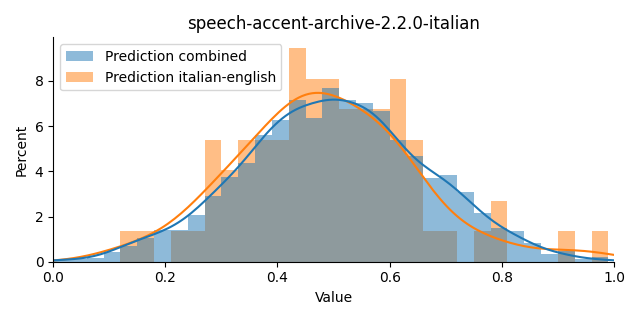 speech-accent-archive-2.2.0-italian
Prediction combined
Prediction italian-english
Percent
8
6
4
2
0
0.0 0.2 0.4 0.6 0.8 1.0
Value